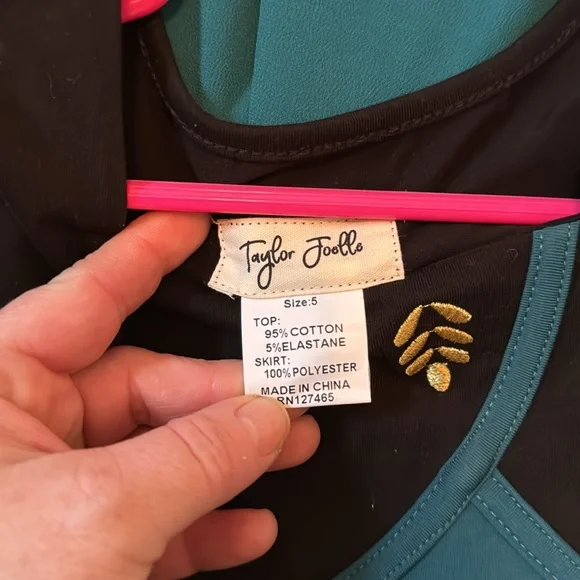 Taylor Joelle
Size:5
TOP:
95%COTTON
5%ELASTANE
SKIRT:
100%POLYESTER
MADE IN CHINA
RN127465